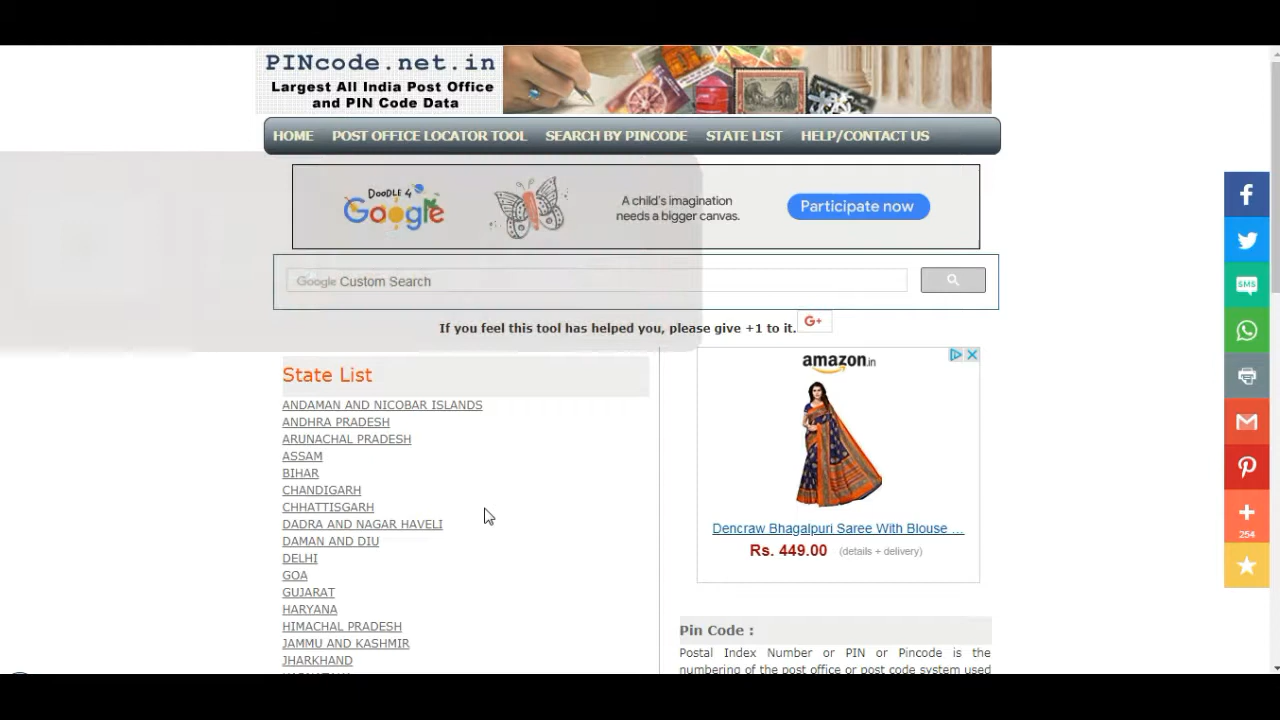 PINcode.net.in
Largest All India Post Office
and PIN Code Data
HOME POST OFFICE LOCATOR TOOL SEARCH BY PINCODE STATE LIST HELP/CONTACT US
DOODLE 4
Google
A child's imagination
needs a bigger canvas.
Participate now
Google Custom Search
If you feel this tool has helped you, please give +1 to it.
G+
State List
ANDAMAN AND NICOBAR ISLANDS
ANDHRA PRADESH
ARUNACHAL PRADESH
ASSAM
BIHAR
CHANDIGARH
CHHATTISGARH
DADRA AND NAGAR HAVELI
DAMAN AND DIU
DELHI
GOA
GUJARAT
HARYANA
HIMACHAL PRADESH
JAMMU AND KASHMIR
JHARKHAND
amazon.in
Dencraw Bhagalpuri Saree With Blouse ...
Rs. 449.00 (details + delivery)
Pin Code :
Postal Index Number or PIN or Pincode is the
numbering of the post office or post code system used
SMS
254